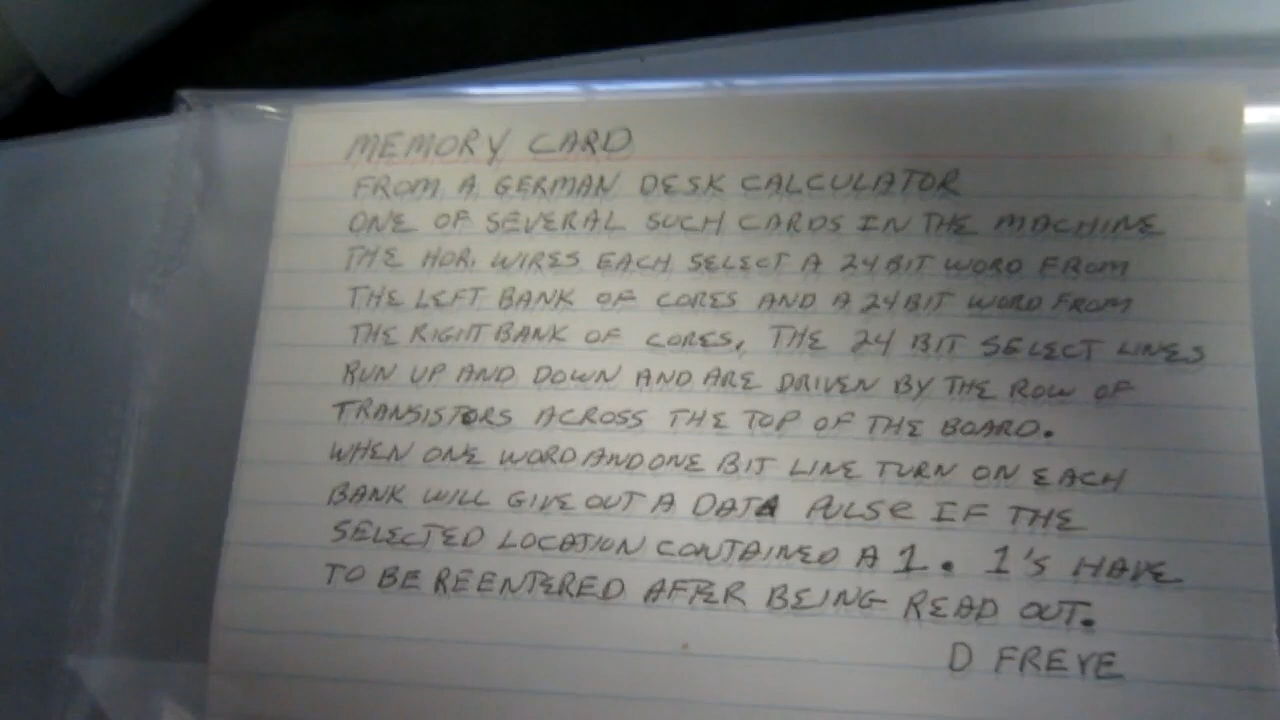 MEMORY CARD
FROM A GERMAN DESK CALCULATOR
ONE OF SEVERAL SUCH CARDS IN THE MACHINE
THE HOR. WIRES EACH SELECT A 24 BIT WORD FROM
THE LEFT BANK OF CORES AND A 24 BIT WORD FROM
THE RIGHT BANK OF CORES, THE 24 BIT SELECT LINES
RUN UP AND DOWN AND ARE DRIVEN BY THE ROW OF
TRANSISTORS ACROSS THE TOP OF THE BOARD.
WHEN ONE WORD AND ONE BIT LINE TURN ON EACH
BANK WILL GIVE OUT A DATA PULSE IF THE
SELECTED LOCATION CONTAINED A 1. 1'S HAVE
TO BE REENTERED AFTER BEING READ OUT.
D FREYE